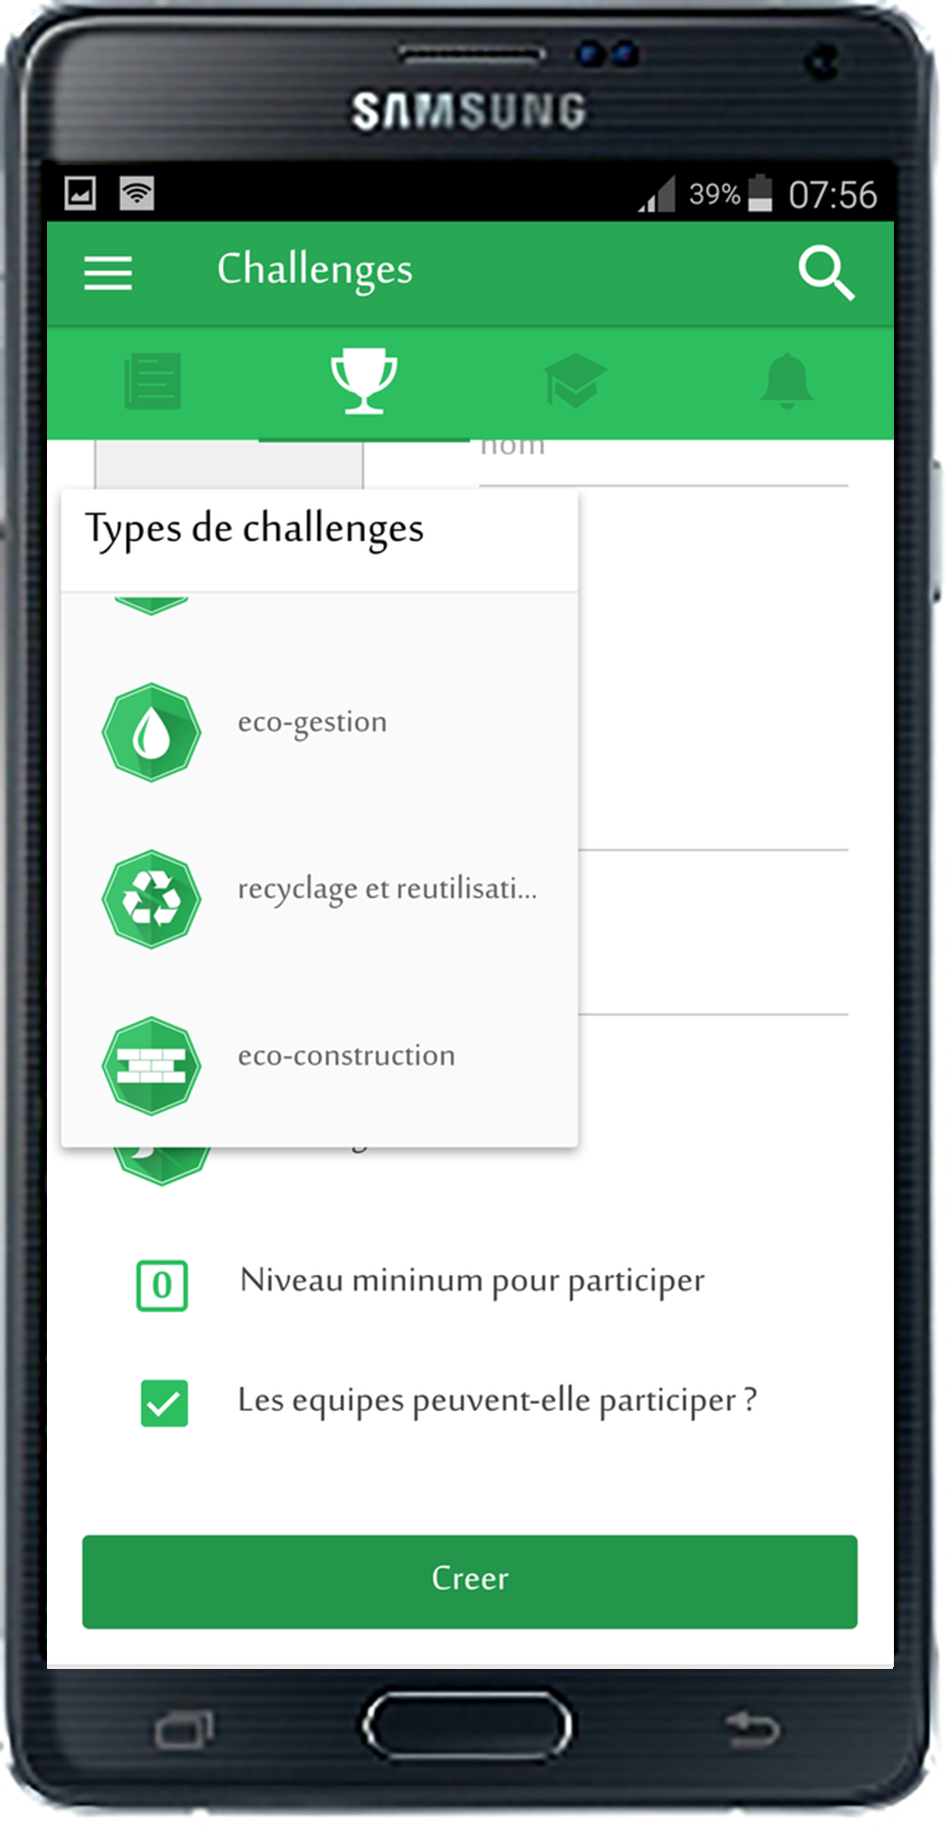 SAMSUNG
39% 07:56
Challenges
nom
Types de challenges
eco-gestion
recyclage et reutilisati...
eco-construction
0 Niveau mininum pour participer
Les equipes peuvent-elle participer ?
Creer